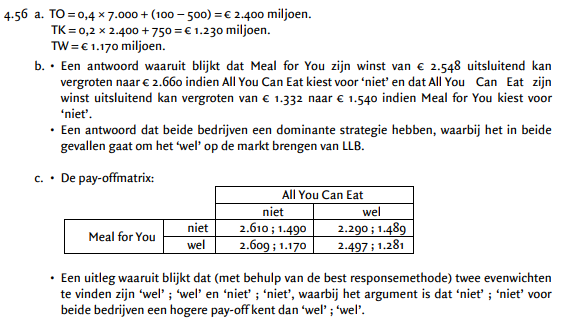 4.56 a. TO = 0,4 × 7.000 + (100 – 500) = € 2.400 miljoen.
TK = 0,2 × 2.400 + 750 = € 1.230 miljoen.
TW = € 1.170 miljoen.
b. • Een antwoord waaruit blijkt dat Meal for You zijn winst van € 2.548 uitsluitend kan
vergroten naar € 2.660 indien All You Can Eat kiest voor ‘niet’ en dat All You Can Eat zijn
winst uitsluitend kan vergroten van € 1.332 naar € 1.540 indien Meal for You kiest voor
‘niet’.
• Een antwoord dat beide bedrijven een dominante strategie hebben, waarbij het in beide
gevallen gaat om het ‘wel’ op de markt brengen van LLB.
c. • De pay-offmatrix:
All You Can Eat
niet wel
Meal for You niet 2.610 ; 1.490 2.290 ; 1.489
wel 2.609 ; 1.170 2.497 ; 1.281
• Een uitleg waaruit blijkt dat (met behulp van de best responsemethode) twee evenwichten
te vinden zijn ‘wel’ ; ‘wel’ en ‘niet’ ; ‘niet’, waarbij het argument is dat ‘niet’ ; ‘niet’ voor
beide bedrijven een hogere pay-off kent dan ‘wel’ ; ‘wel’.